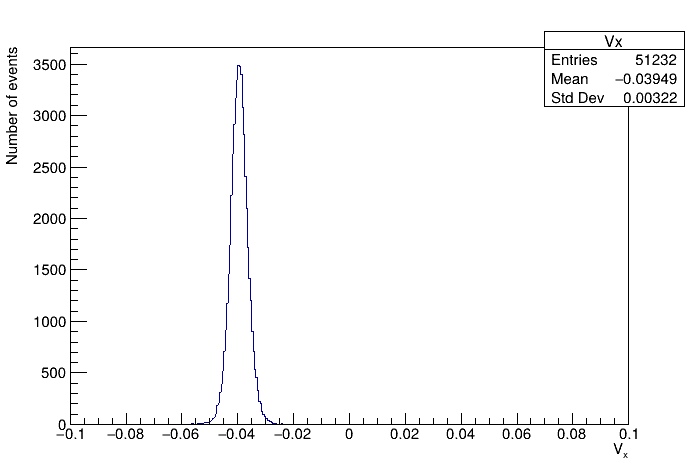 Vx
Entries 51232
Mean −0.03949
Std Dev 0.00322
Number of events
3500
3000
2500
2000
1500
1000
500
0
−0.1 −0.08 −0.06 −0.04 −0.02 0 0.02 0.04 0.06 0.08 0.1
Vx